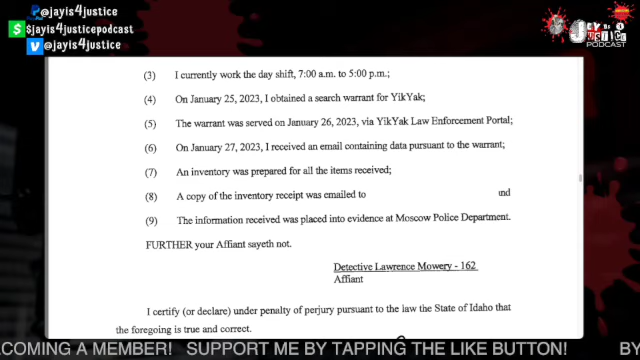 @jayis4justice
$jayis4justicepodcast
@jayis4justice
JUSTICE
PODCAST
(3) I currently work the day shift, 7:00 a.m. to 5:00 p.m.;
(4) On January 25, 2023, I obtained a search warrant for YikYak;
(5) The warrant was served on January 26, 2023, via YikYak Law Enforcement Portal;
(6) On January 27, 2023, I received an email containing data pursuant to the warrant;
(7) An inventory was prepared for all the items received;
(8) A copy of the inventory receipt was emailed to
(9) The information received was placed into evidence at Moscow Police Department.
FURTHER your Affiant sayeth not.
Detective Lawrence Mowery - 162
Affiant
I certify (or declare) under penalty of perjury pursuant to the law the State of Idaho that
the foregoing is true and correct.
COMING A MEMBER! SUPPORT ME BY TAPPING THE LIKE BUTTON! BY